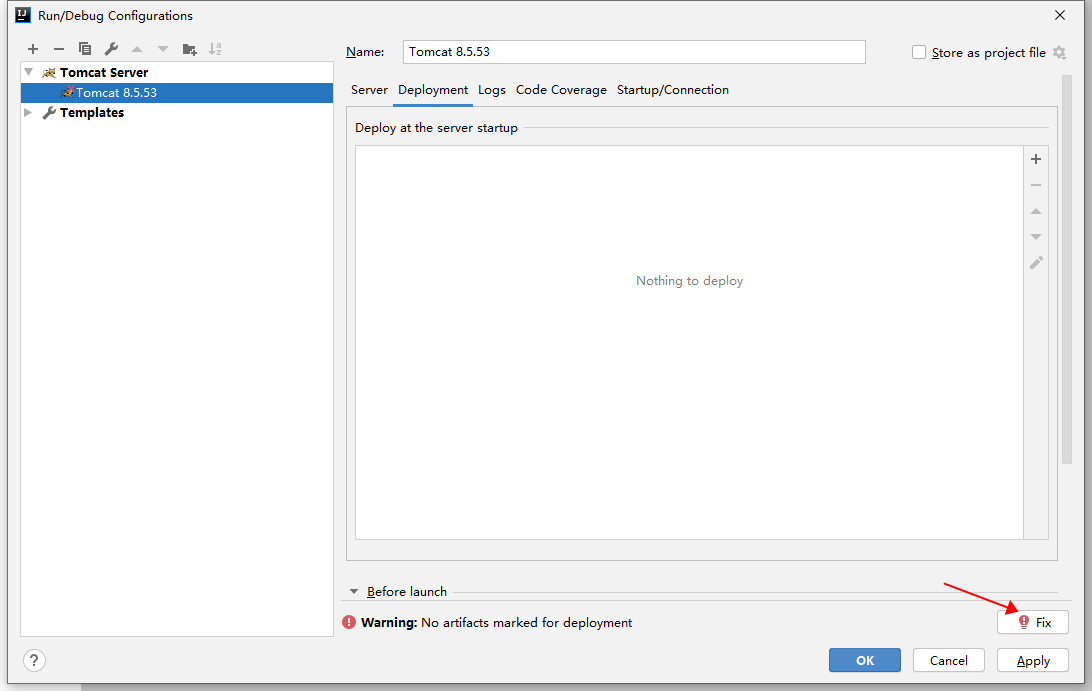 IJ Run/Debug Configurations
Name: Tomcat 8.5.53 Store as project file
Tomcat Server
Tomcat 8.5.53
Templates
Server Deployment Logs Code Coverage Startup/Connection
Deploy at the server startup
Nothing to deploy
Before launch
Warning: No artifacts marked for deployment
Fix
? OK Cancel Apply